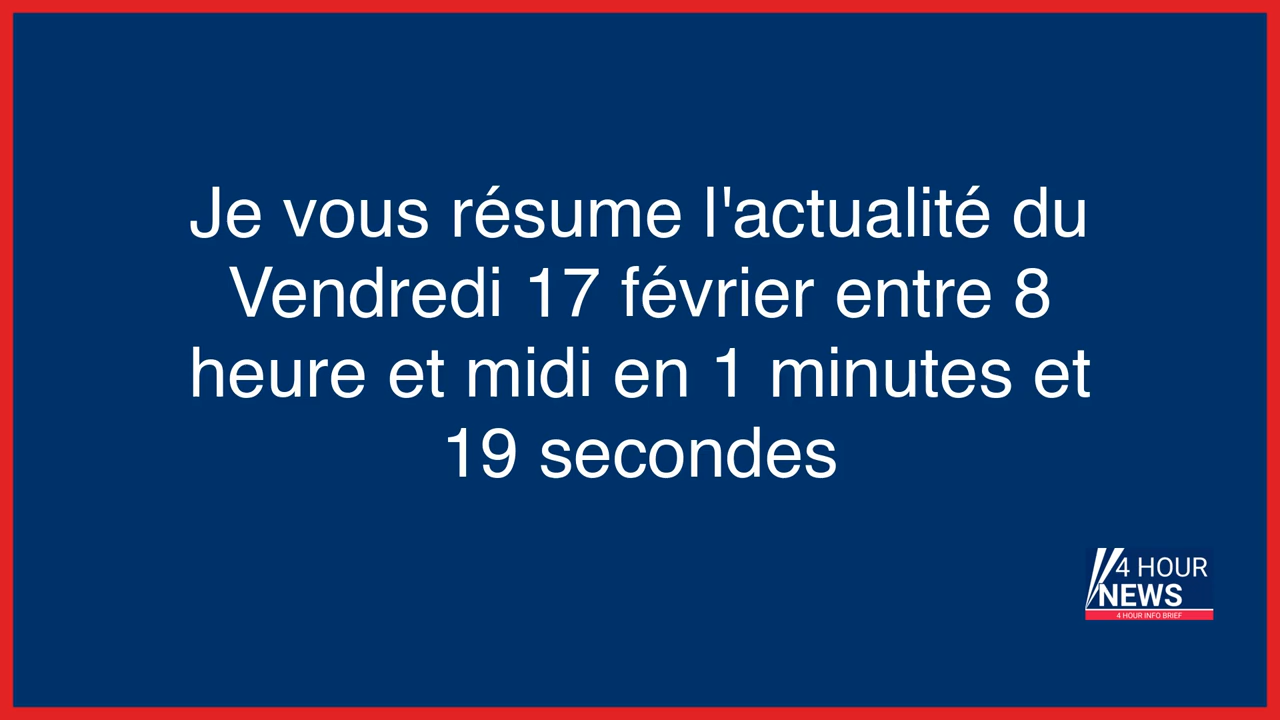 Je vous résume l'actualité du
Vendredi 17 février entre 8
heure et midi en 1 minutes et
19 secondes
4 HOUR
NEWS
4 HOUR INFO BRIEF